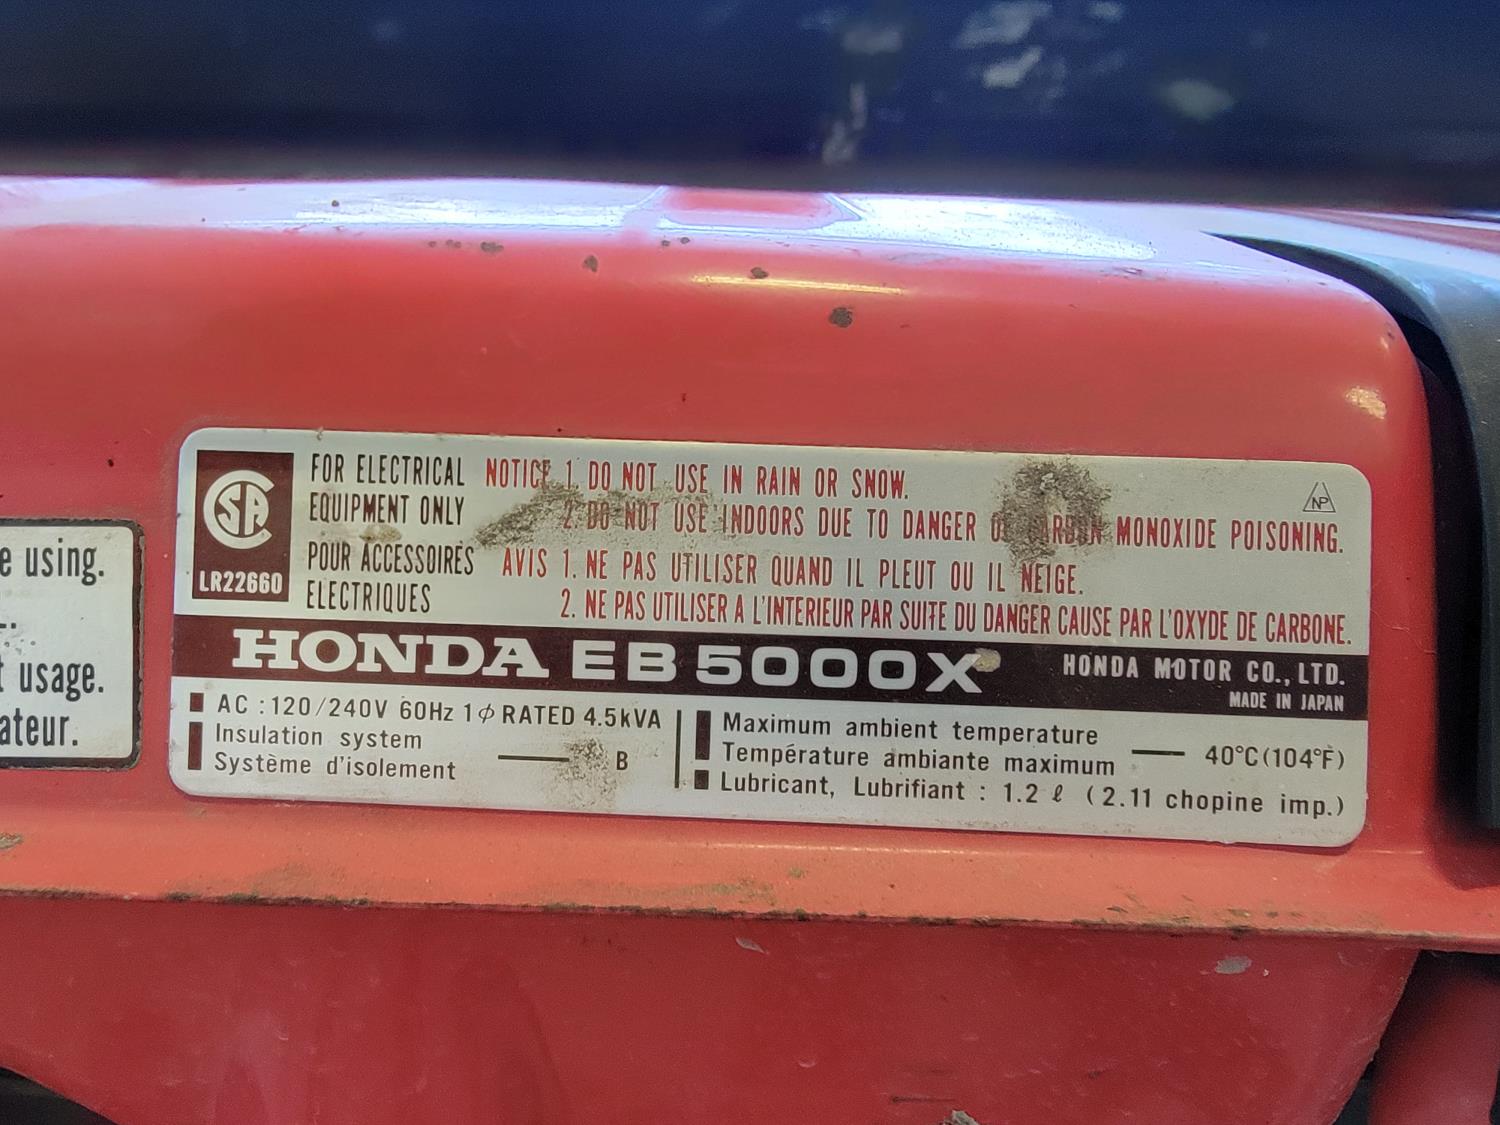 e using.
t usage.
ateur.
CSA
LR22660
FOR ELECTRICAL
EQUIPMENT ONLY
POUR ACCESSOIRES
ELECTRIQUES
NOTICE 1. DO NOT USE IN RAIN OR SNOW.
2. DO NOT USE INDOORS DUE TO DANGER OF CARBON MONOXIDE POISONING.
AVIS 1. NE PAS UTILISER QUAND IL PLEUT OU IL NEIGE.
2. NE PAS UTILISER A L'INTERIEUR PAR SUITE DU DANGER CAUSE PAR L'OXYDE DE CARBONE.
NP
HONDA EB5000X
HONDA MOTOR CO., LTD.
MADE IN JAPAN
AC : 120/240V 60Hz 1φ RATED 4.5kVA
Insulation system
Système d'isolement — B
Maximum ambient temperature
Température ambiante maximum — 40°C (104°F)
Lubricant, Lubrifiant : 1.2 ℓ (2.11 chopine imp.)